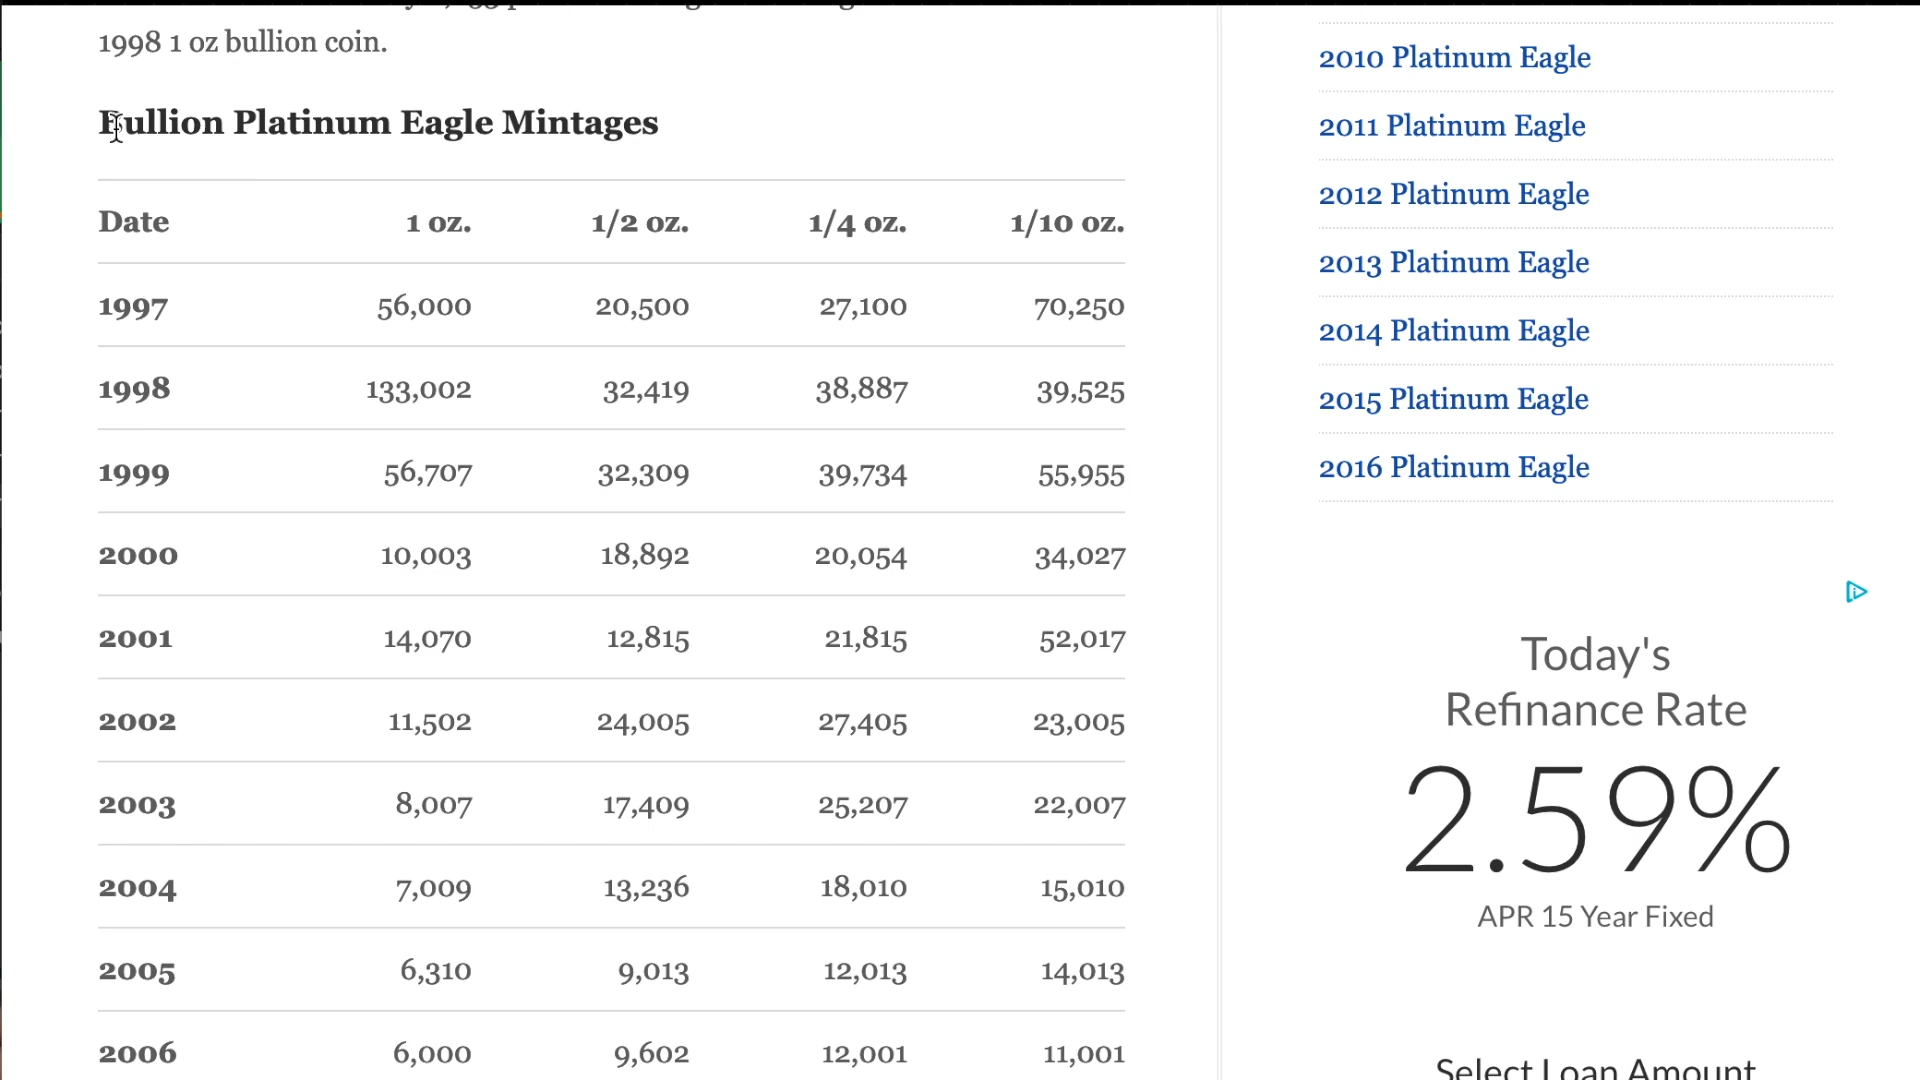 1998 1 oz bullion coin.
Bullion Platinum Eagle Mintages
Date 1 oz. 1/2 oz. 1/4 oz. 1/10 oz.
1997 56,000 20,500 27,100 70,250
1998 133,002 32,419 38,887 39,525
1999 56,707 32,309 39,734 55,955
2000 10,003 18,892 20,054 34,027
2001 14,070 12,815 21,815 52,017
2002 11,502 24,005 27,405 23,005
2003 8,007 17,409 25,207 22,007
2004 7,009 13,236 18,010 15,010
2005 6,310 9,013 12,013 14,013
2006 6,000 9,602 12,001 11,001
2010 Platinum Eagle
2011 Platinum Eagle
2012 Platinum Eagle
2013 Platinum Eagle
2014 Platinum Eagle
2015 Platinum Eagle
2016 Platinum Eagle
Today's
Refinance Rate
2.59%
APR 15 Year Fixed
Select Loan Amount